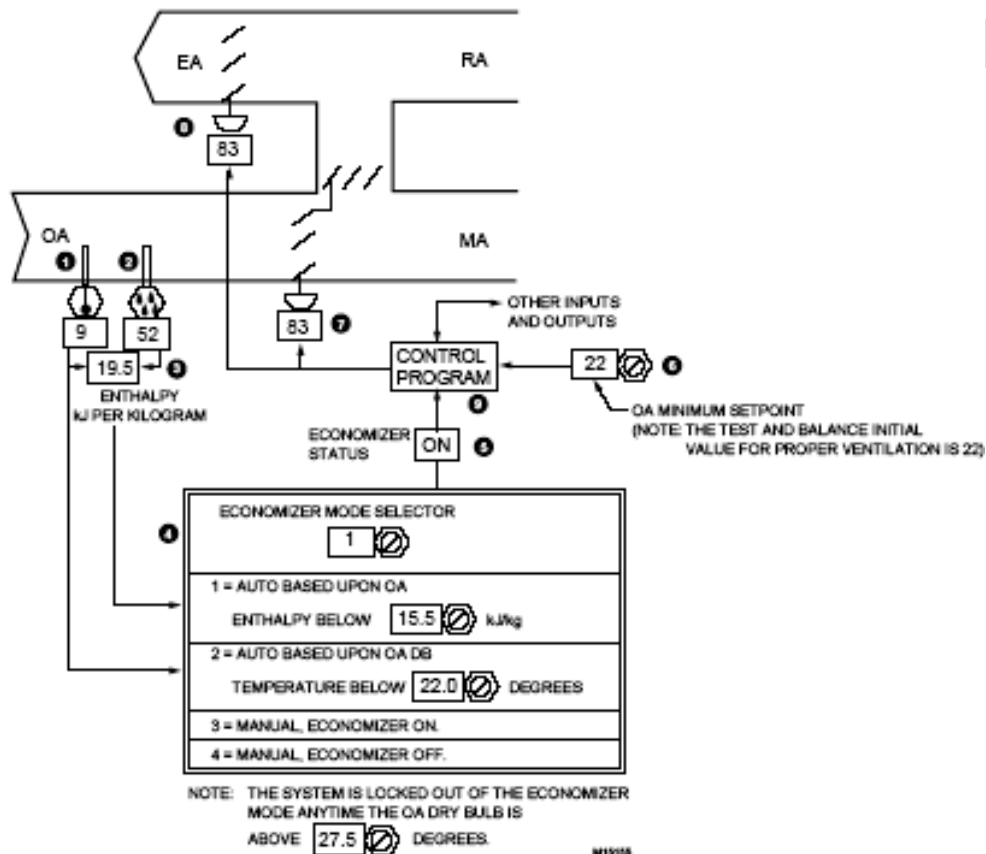 EA
RA
8
83
OA
MA
1
2
9
52
83
7
19.5
3
ENTHALPY
kJ PER KILOGRAM
OTHER INPUTS
AND OUTPUTS
CONTROL
PROGRAM
22
6
9
OA MINIMUM SETPOINT
(NOTE: THE TEST AND BALANCE INITIAL
VALUE FOR PROPER VENTILATION IS 22)
ECONOMIZER
STATUS
ON
5
4
ECONOMIZER MODE SELECTOR
1
1 = AUTO BASED UPON OA
ENTHALPY BELOW 15.5 kJ/kg
2 = AUTO BASED UPON OA DB
TEMPERATURE BELOW 22.0 DEGREES
3 = MANUAL, ECONOMIZER ON.
4 = MANUAL, ECONOMIZER OFF.
NOTE: THE SYSTEM IS LOCKED OUT OF THE ECONOMIZER
MODE ANYTIME THE OA DRY BULB IS
ABOVE 27.5 DEGREES.